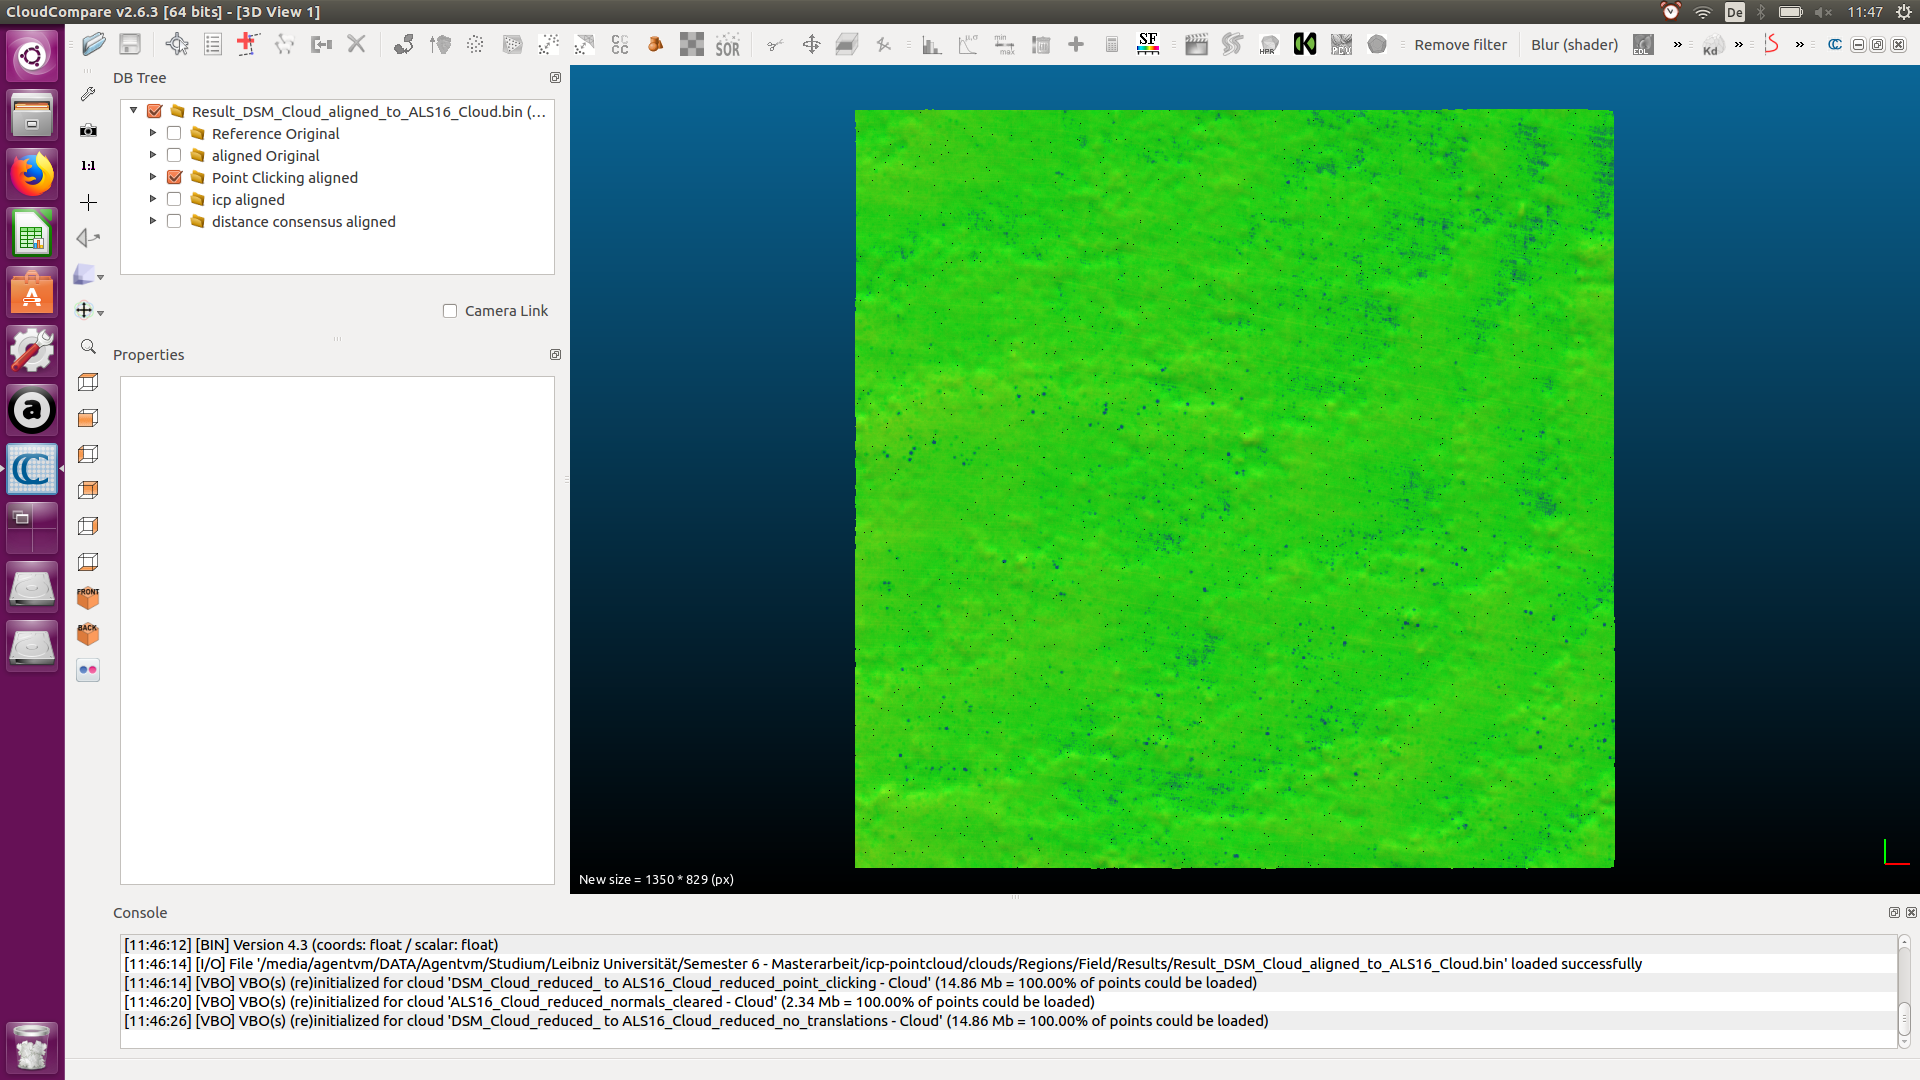 CloudCompare v2.6.3 [64 bits] - [3D View 1]
De
11:47
SOR
SF
HPR
PCV
Remove filter
Blur (shader)
EDL
»
Kd
»
»
DB Tree
Result_DSM_Cloud_aligned_to_ALS16_Cloud.bin (...
Reference Original
aligned Original
Point Clicking aligned
icp aligned
distance consensus aligned
Camera Link
1:1
Properties
FRONT
BACK
New size = 1350 * 829 (px)
Console
[11:46:12] [BIN] Version 4.3 (coords: float / scalar: float)
[11:46:14] [I/O] File '/media/agentvm/DATA/Agentvm/Studium/Leibniz Universität/Semester 6 - Masterarbeit/icp-pointcloud/clouds/Regions/Field/Results/Result_DSM_Cloud_aligned_to_ALS16_Cloud.bin' loaded successfully
[11:46:14] [VBO] VBO(s) (re)initialized for cloud 'DSM_Cloud_reduced_ to ALS16_Cloud_reduced_point_clicking - Cloud' (14.86 Mb = 100.00% of points could be loaded)
[11:46:20] [VBO] VBO(s) (re)initialized for cloud 'ALS16_Cloud_reduced_normals_cleared - Cloud' (2.34 Mb = 100.00% of points could be loaded)
[11:46:26] [VBO] VBO(s) (re)initialized for cloud 'DSM_Cloud_reduced_ to ALS16_Cloud_reduced_no_translations - Cloud' (14.86 Mb = 100.00% of points could be loaded)